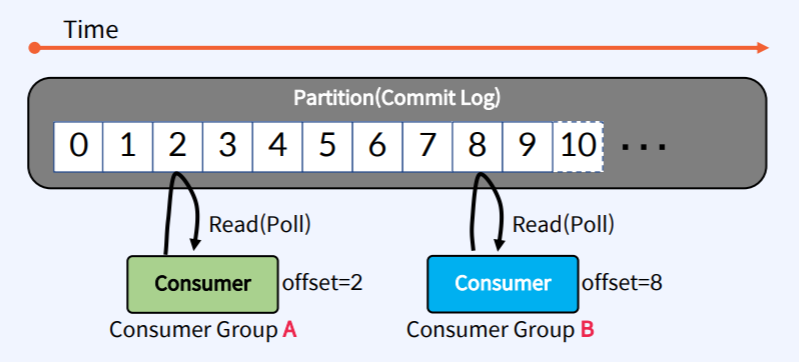 Time
Partition(Commit Log)
0 1 2 3 4 5 6 7 8 9 10 ...
Read(Poll) Read(Poll)
Consumer offset=2 Consumer offset=8
Consumer Group A Consumer Group B